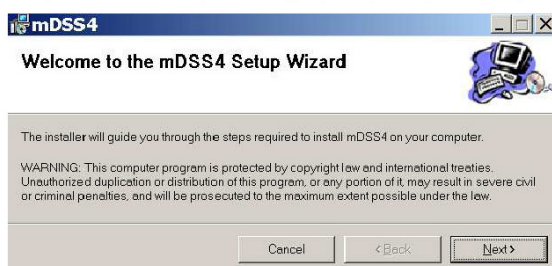 mDSS4
Welcome to the mDSS4 Setup Wizard
The installer will guide you through the steps required to install mDSS4 on your computer.
WARNING: This computer program is protected by copyright law and international treaties.
Unauthorized duplication or distribution of this program, or any portion of it, may result in severe civil
or criminal penalties, and will be prosecuted to the maximum extent possible under the law.
Cancel
< Back
Next >